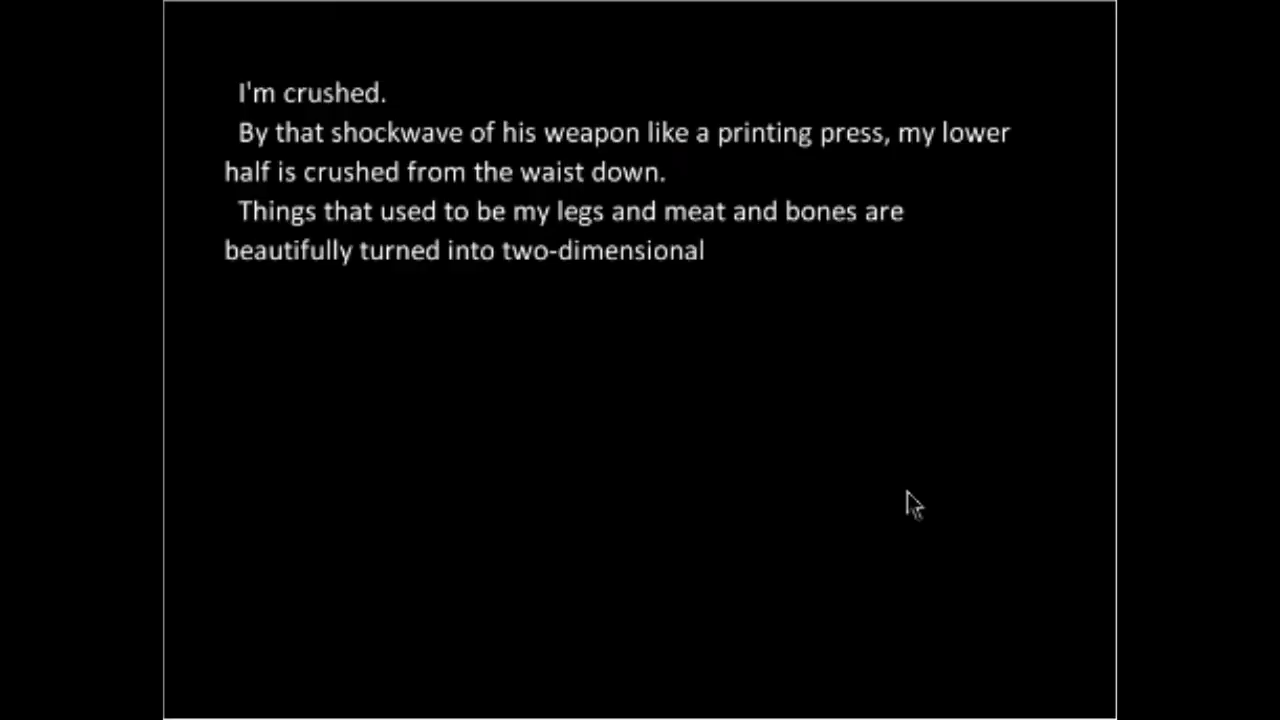 I'm crushed.
By that shockwave of his weapon like a printing press, my lower
half is crushed from the waist down.
Things that used to be my legs and meat and bones are
beautifully turned into two-dimensional